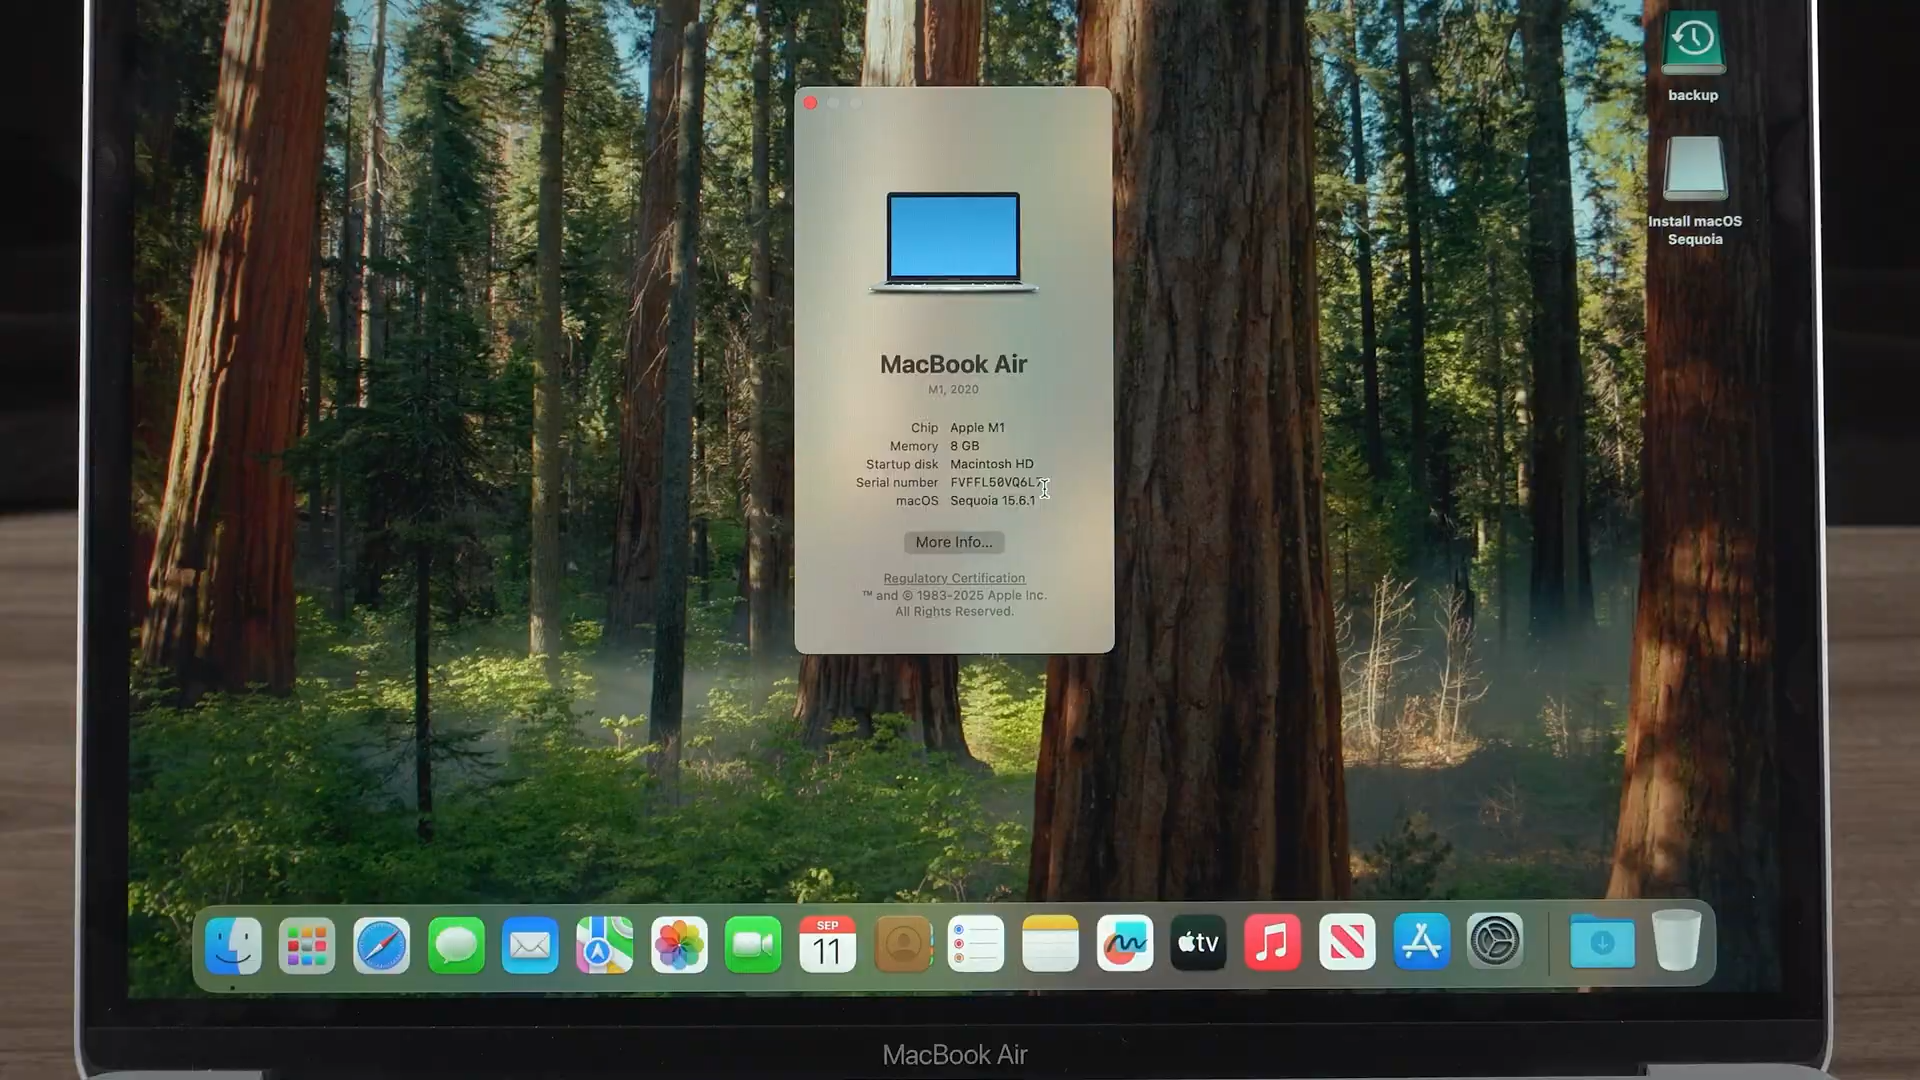 backup
Install macOS
Sequoia
MacBook Air
M1, 2020
Chip Apple M1
Memory 8 GB
Startup disk Macintosh HD
Serial number
macOS Sequoia 15.6.1
More Info...
Regulatory Certification
™ and © 1983-2025 Apple Inc.
All Rights Reserved.
SEP
11
tv
MacBook Air